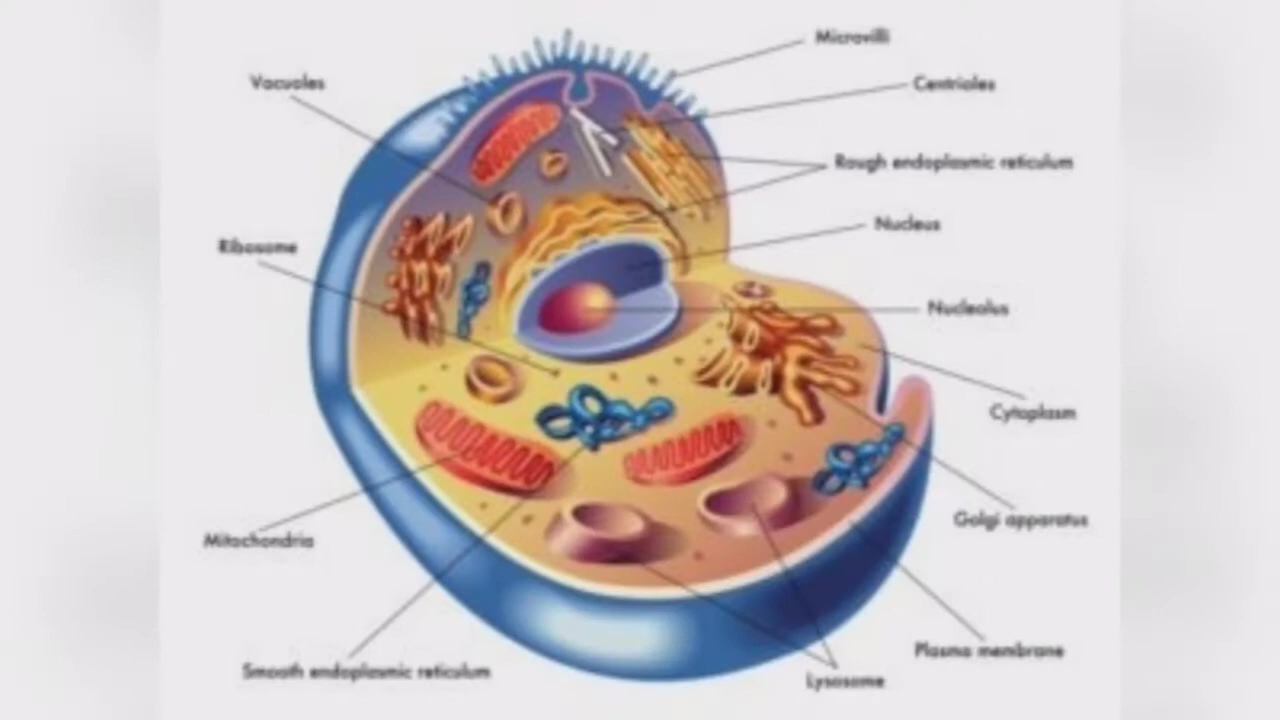 Microvilli
Vacuoles
Centrioles
Rough endoplasmic reticulum
Nucleus
Ribosome
Nucleolus
Cytoplasm
Golgi apparatus
Mitochondria
Plasma membrane
Smooth endoplasmic reticulum
Lysosome